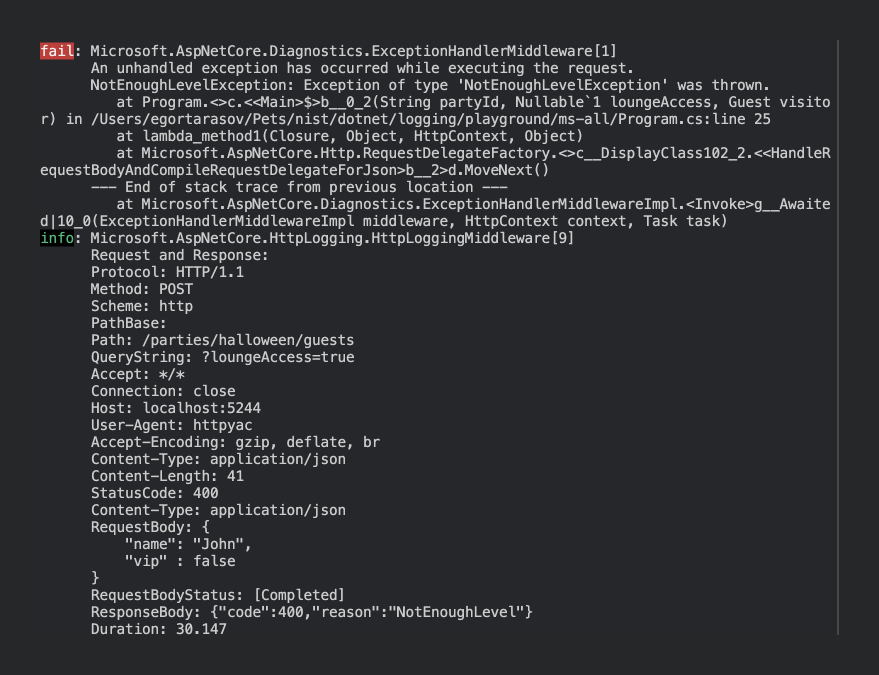 fail: Microsoft.AspNetCore.Diagnostics.ExceptionHandlerMiddleware[1]
      An unhandled exception has occurred while executing the request.
      NotEnoughLevelException: Exception of type 'NotEnoughLevelException' was thrown.
         at Program.<>c.<<Main>$>b__0_2(String partyId, Nullable`1 loungeAccess, Guest visito
r) in /Users/egortarasov/Pets/nist/dotnet/logging/playground/ms-all/Program.cs:line 25
         at lambda_method1(Closure, Object, HttpContext, Object)
         at Microsoft.AspNetCore.Http.RequestDelegateFactory.<>c__DisplayClass102_2.<<HandleR
equestBodyAndCompileRequestDelegateForJson>b__2>d.MoveNext()
      --- End of stack trace from previous location ---
         at Microsoft.AspNetCore.Diagnostics.ExceptionHandlerMiddlewareImpl.<Invoke>g__Awaite
d|10_0(ExceptionHandlerMiddlewareImpl middleware, HttpContext context, Task task)
info: Microsoft.AspNetCore.HttpLogging.HttpLoggingMiddleware[9]
      Request and Response:
      Protocol: HTTP/1.1
      Method: POST
      Scheme: http
      PathBase:
      Path: /parties/halloween/guests
      QueryString: ?loungeAccess=true
      Accept: */*
      Connection: close
      Host: localhost:5244
      User-Agent: httpyac
      Accept-Encoding: gzip, deflate, br
      Content-Type: application/json
      Content-Length: 41
      StatusCode: 400
      Content-Type: application/json
      RequestBody: {
          "name": "John",
          "vip" : false
      }
      RequestBodyStatus: [Completed]
      ResponseBody: {"code":400,"reason":"NotEnoughLevel"}
      Duration: 30.147